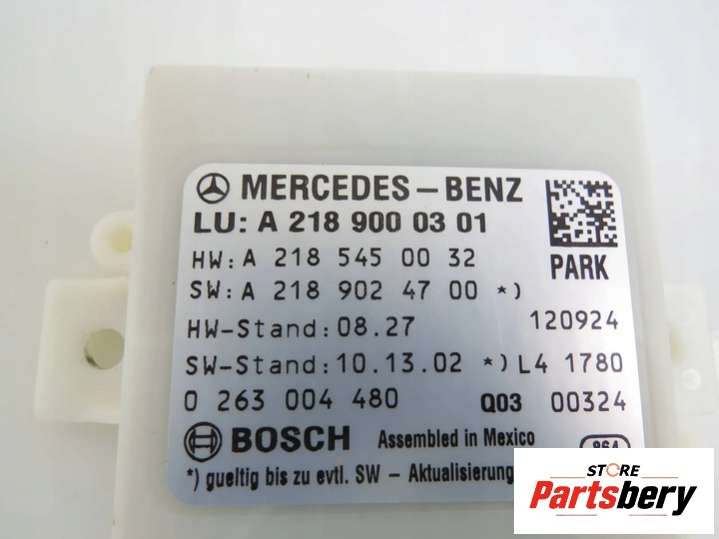 MERCEDES-BENZ
LU: A 218 900 03 01
HW: A 218 545 00 32 PARK
SW: A 218 902 47 00 *)
HW-Stand: 08.27 120924
SW-Stand: 10.13.02 *) L4 1780
0 263 004 480 Q03 00324
BOSCH Assembled in Mexico
*) gueltig bis zu evtl. SW - Aktualisierung
STORE
Partsbery